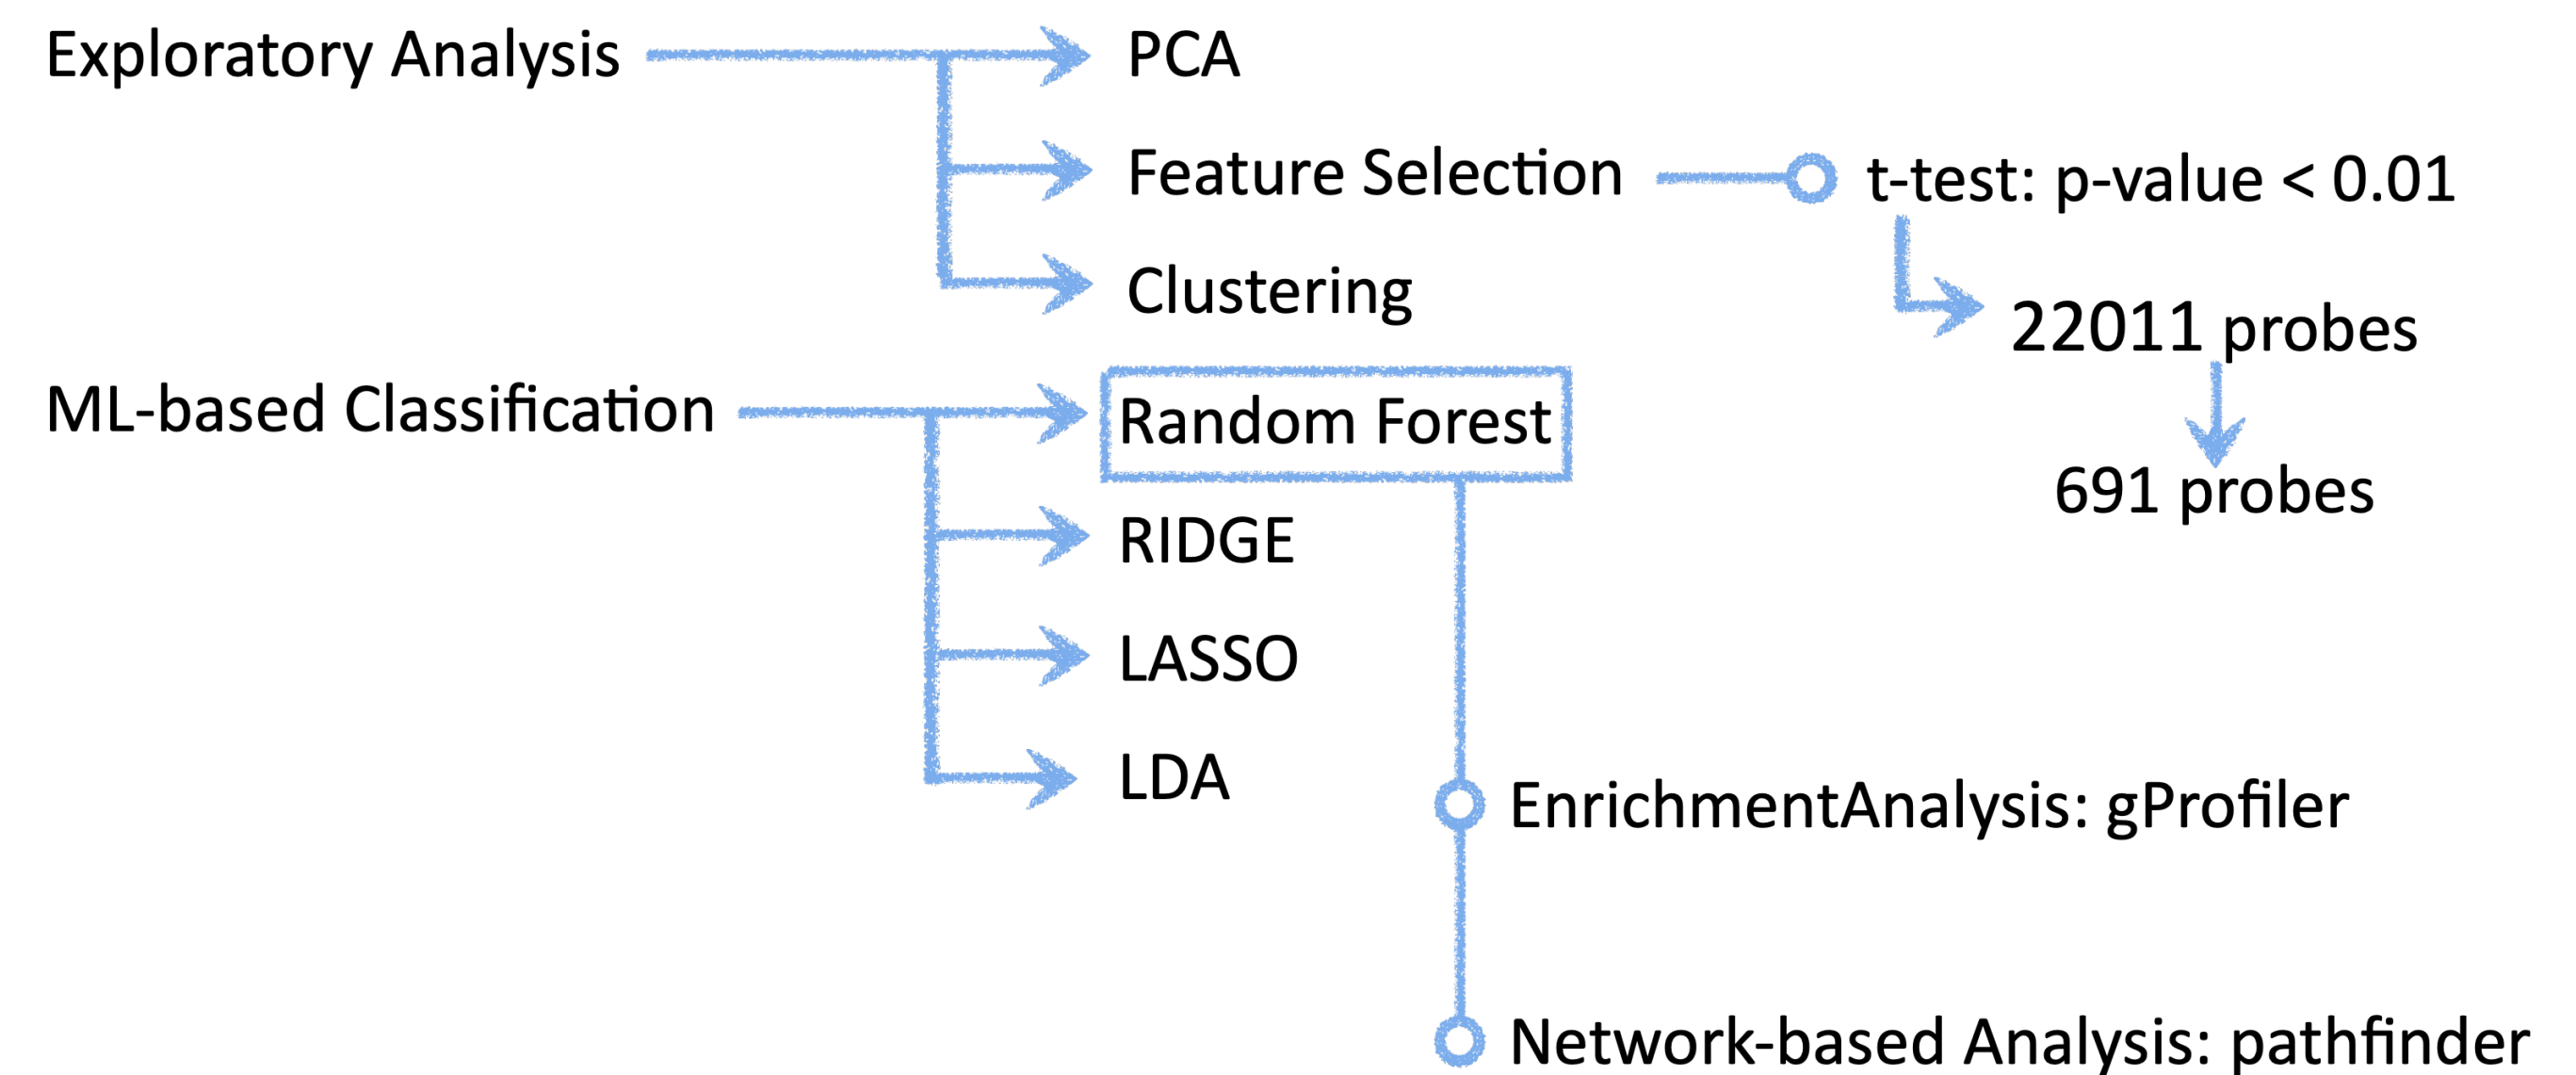 Exploratory Analysis
PCA
Feature Selection
t-test: p-value < 0.01
Clustering
22011 probes
ML-based Classification
Random Forest
691 probes
RIDGE
LASSO
LDA
EnrichmentAnalysis: gProfiler
Network-based Analysis: pathfinder